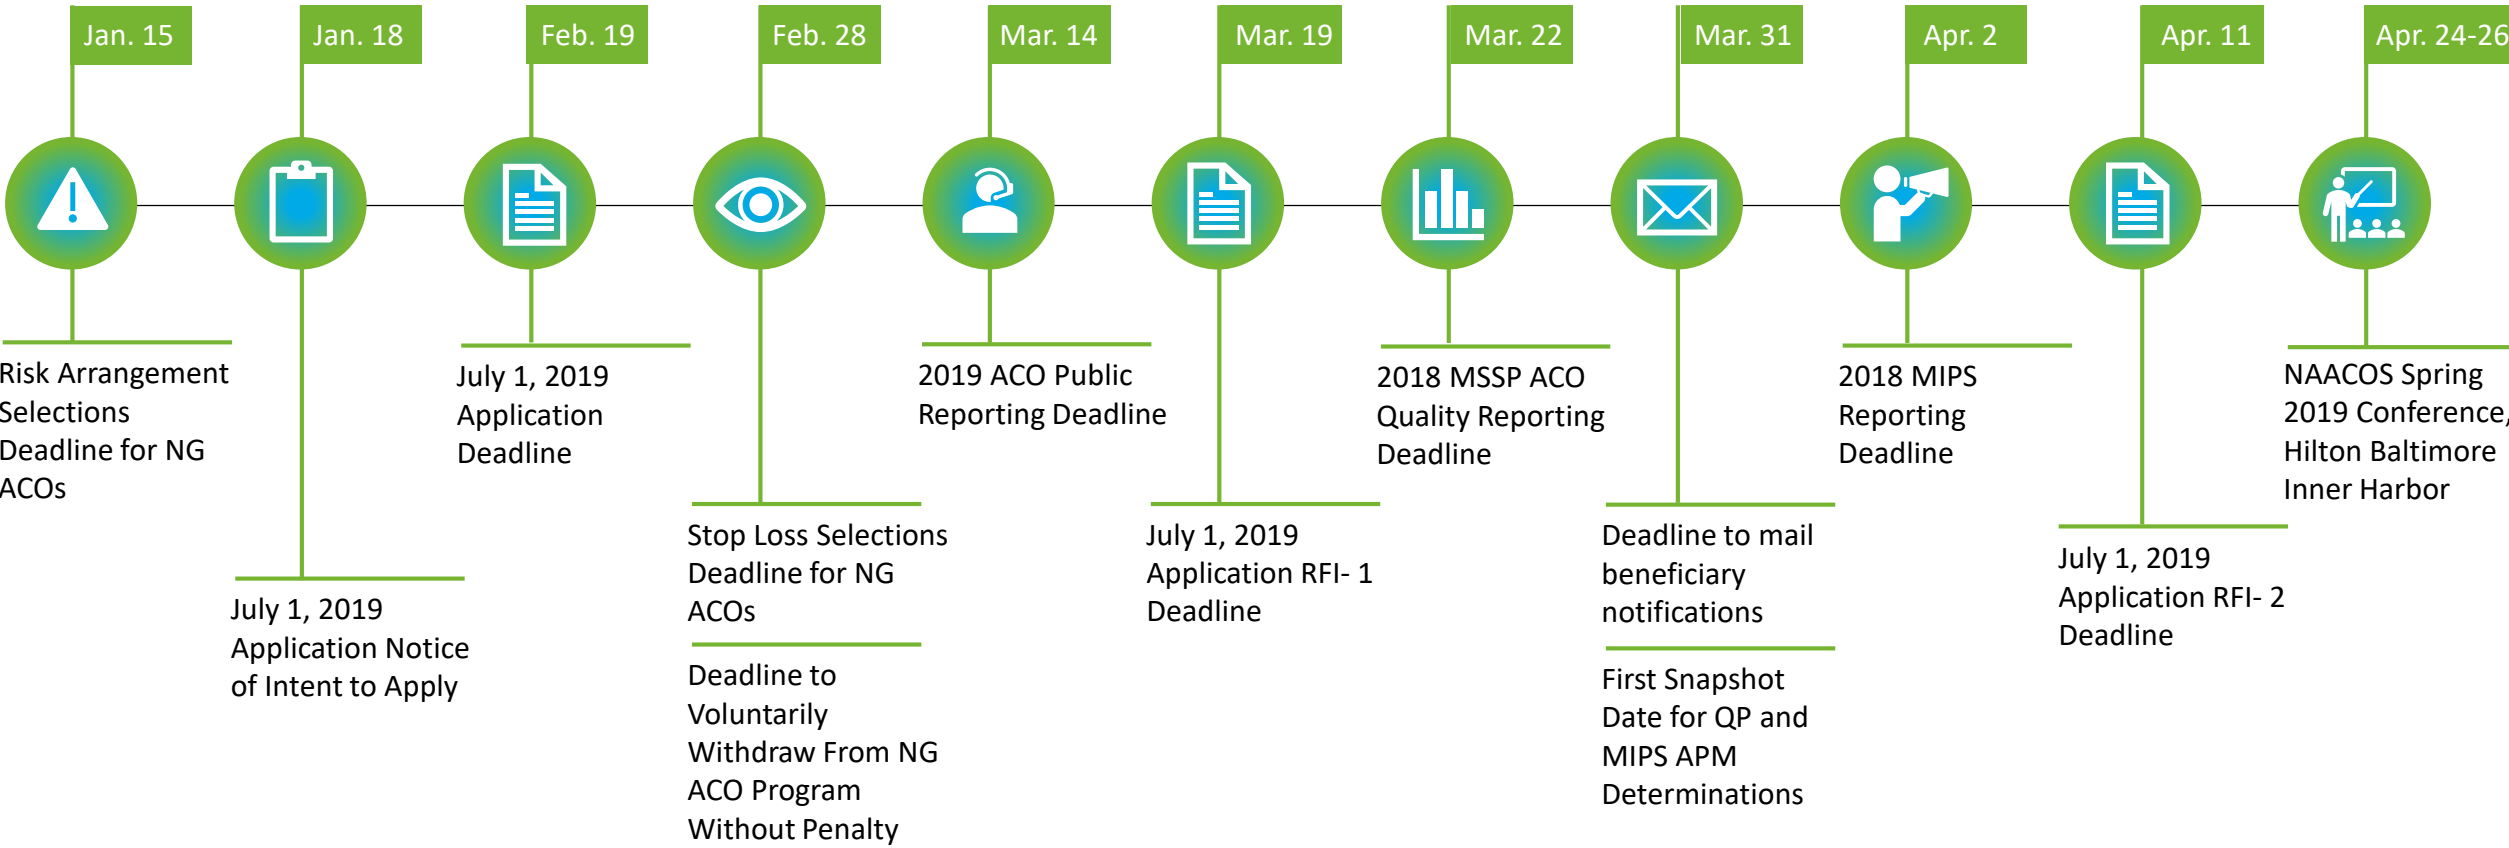 Jan. 15
Jan. 18
Feb. 19
Feb. 28
Mar. 14
Mar. 19
Mar. 22
Mar. 31
Apr. 2
Apr. 11
Apr. 24-26
Risk Arrangement
Selections
Deadline for NG
ACOs
July 1, 2019
Application Notice
of Intent to Apply
July 1, 2019
Application
Deadline
Stop Loss Selections
Deadline for NG
ACOs
Deadline to
Voluntarily
Withdraw From NG
ACO Program
Without Penalty
2019 ACO Public
Reporting Deadline
July 1, 2019
Application RFI- 1
Deadline
2018 MSSP ACO
Quality Reporting
Deadline
Deadline to mail
beneficiary
notifications
First Snapshot
Date for QP and
MIPS APM
Determinations
2018 MIPS
Reporting
Deadline
July 1, 2019
Application RFI- 2
Deadline
NAACOS Spring
2019 Conference,
Hilton Baltimore
Inner Harbor